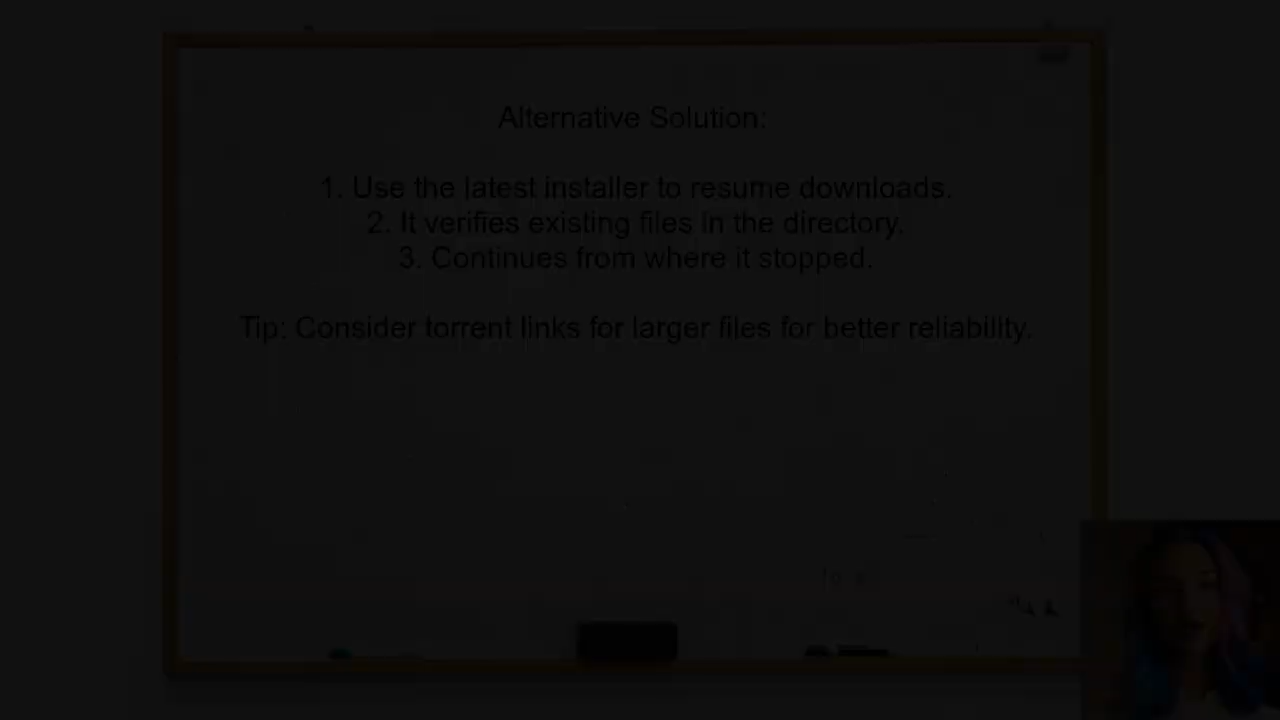 Alternative Solution:
1. Use the latest installer to resume downloads.
2. It verifies existing files in the directory.
3. Continues from where it stopped.
Tip: Consider torrent links for larger files for better reliability.